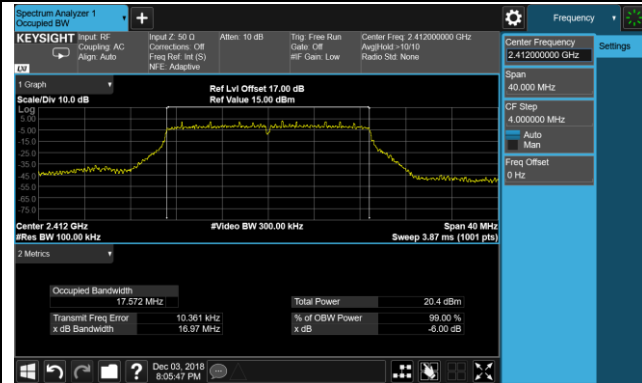 Spectrum Analyzer 1
Occupied BW
+
Frequency
KEYSIGHT
Input: RF
Coupling: AC
Align: Auto
Input Z: 50 Ω
Corrections: Off
Freq Ref: Int (S)
NFE: Adaptive
Atten: 10 dB
Trig: Free Run
Gate: Off
#IF Gain: Low
Center Freq: 2.412000000 GHz
Avg|Hold:>10/10
Radio Std: None
LXI
Center Frequency
2.412000000 GHz
Settings
Span
40.000 MHz
CF Step
4.000000 MHz
Auto
Man
Freq Offset
0 Hz
1 Graph
Scale/Div 10.0 dB
Ref Lvl Offset 17.00 dB
Ref Value 15.00 dBm
Log
5.00
-5.00
-15.0
-25.0
-35.0
-45.0
-55.0
-65.0
-75.0
Center 2.412 GHz
#Res BW 100.00 kHz
#Video BW 300.00 kHz
Span 40 MHz
Sweep 3.87 ms (1001 pts)
2 Metrics
Occupied Bandwidth
17.572 MHz
Total Power 20.4 dBm
Transmit Freq Error 10.361 kHz
% of OBW Power 99.00 %
x dB Bandwidth 16.97 MHz
x dB -6.00 dB
?
Dec 03, 2018
8:05:47 PM